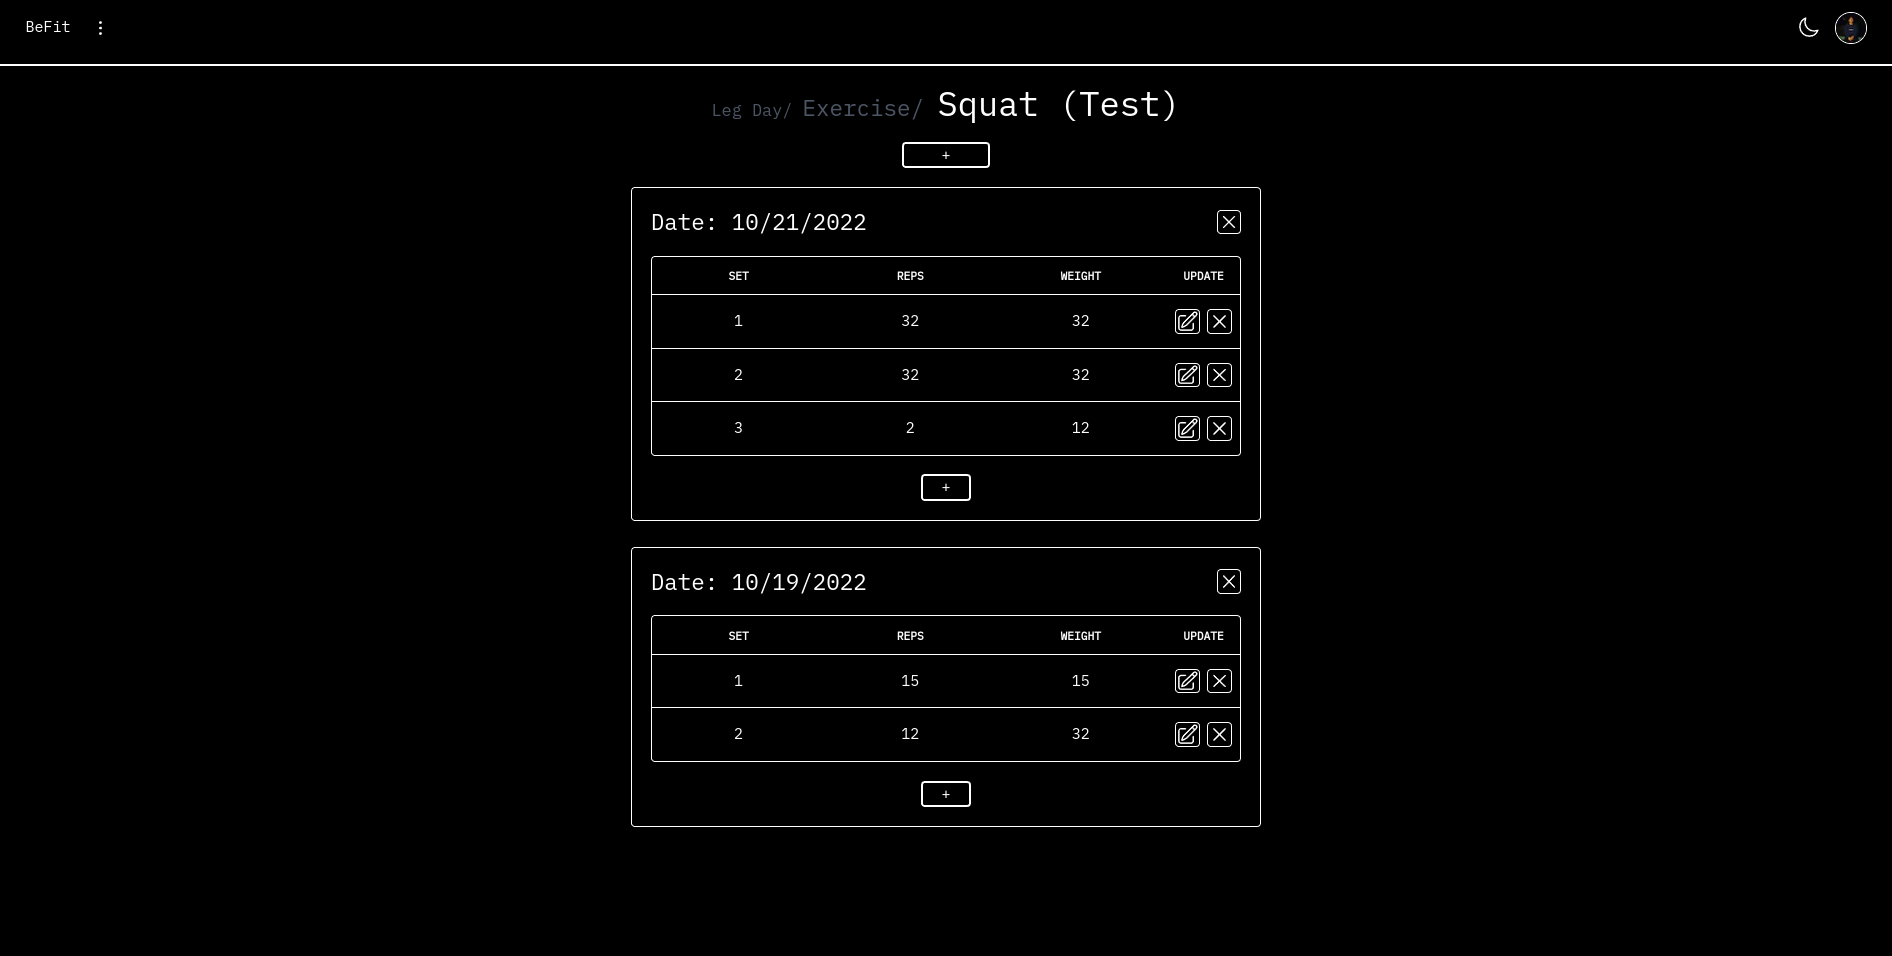 BeFit
Leg Day/ Exercise/ Squat (Test)
+
Date: 10/21/2022
SET REPS WEIGHT UPDATE
1 32 32
2 32 32
3 2 12
+
Date: 10/19/2022
SET REPS WEIGHT UPDATE
1 15 15
2 12 32
+